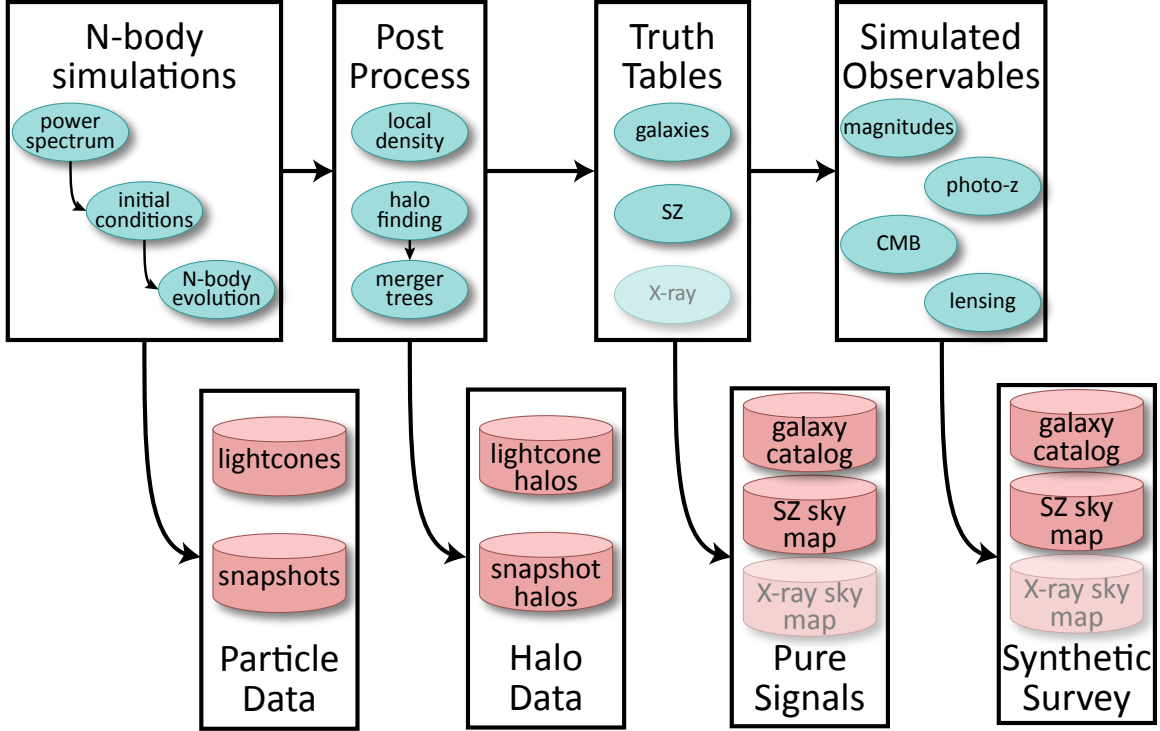 N-body
simulations
power
spectrum
initial
conditions
N-body
evolution
Post
Process
local
density
halo
finding
merger
trees
Truth
Tables
galaxies
SZ
X-ray
Simulated
Observables
magnitudes
photo-z
CMB
lensing
lightcones
snapshots
Particle
Data
lightcone
halos
snapshot
halos
Halo
Data
galaxy
catalog
SZ sky
map
X-ray sky
map
Pure
Signals
galaxy
catalog
SZ sky
map
X-ray sky
map
Synthetic
Survey